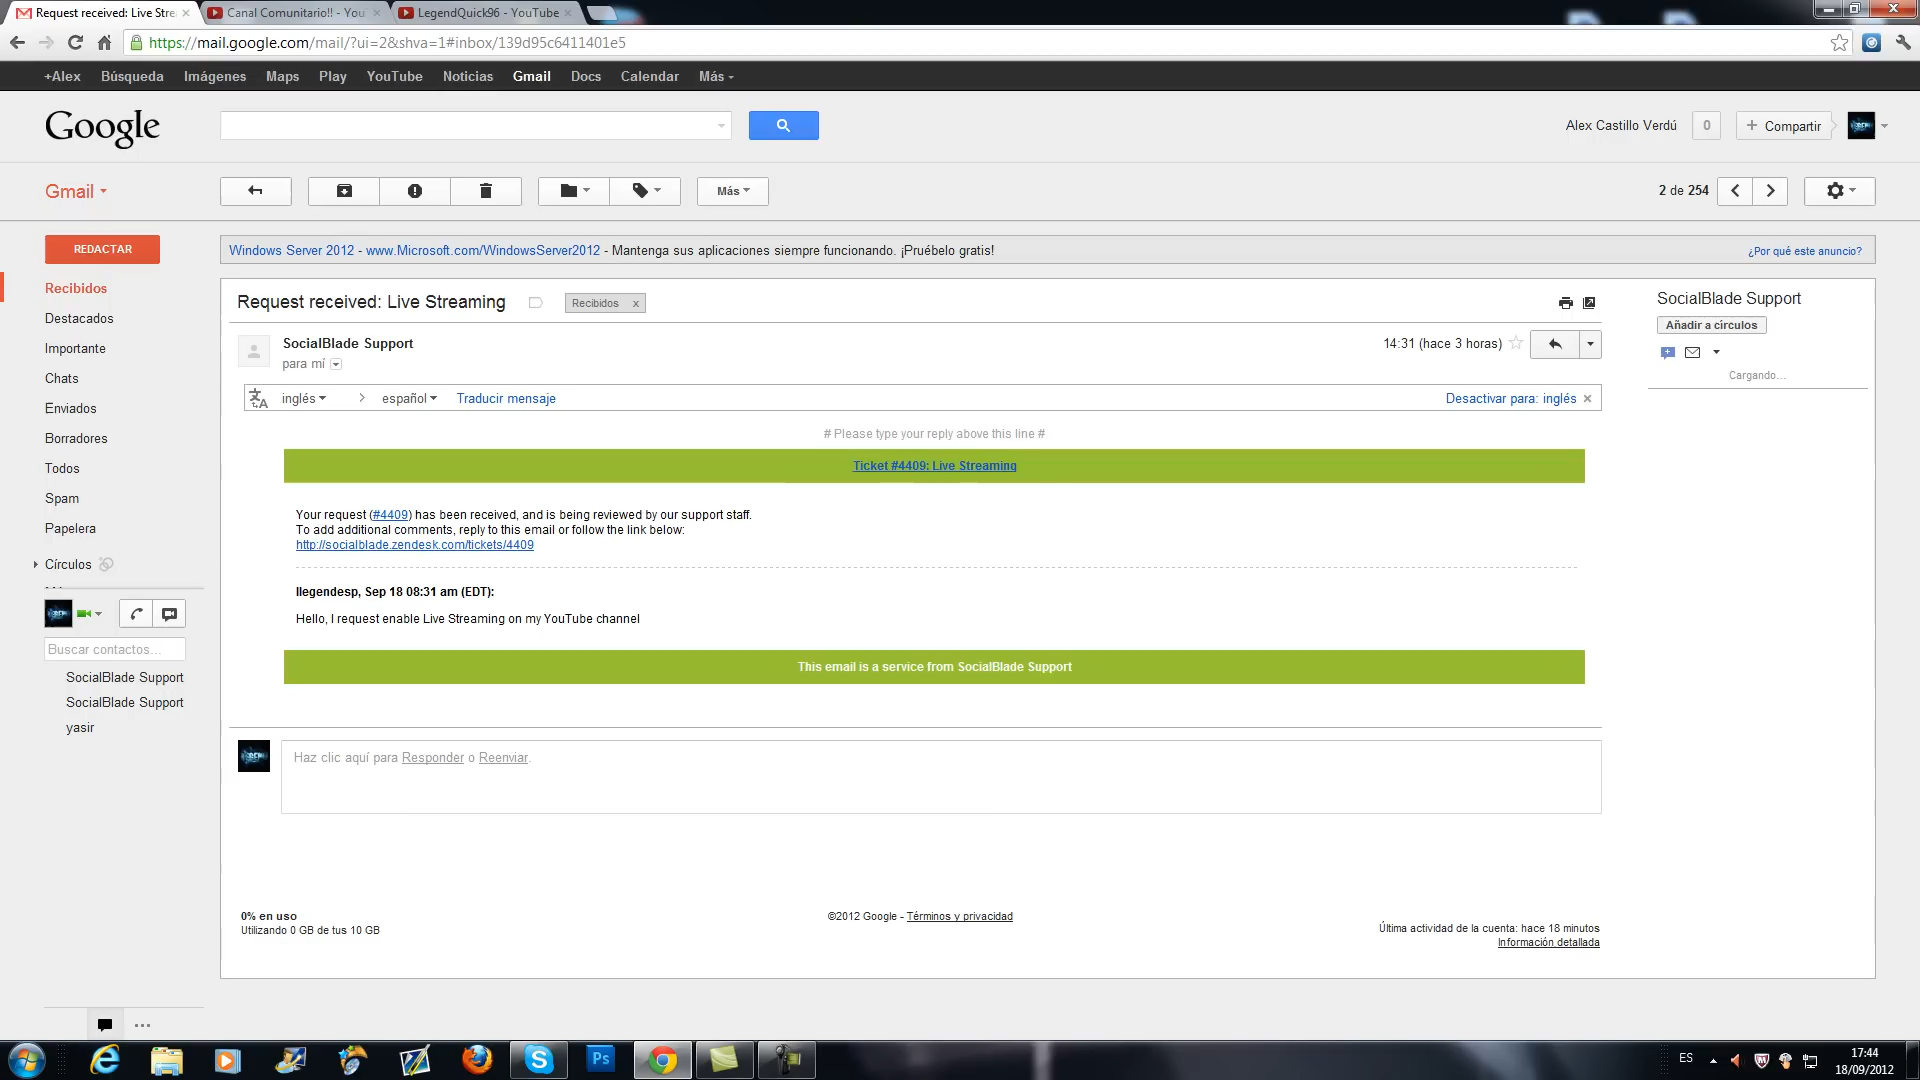 Request received: Live Stre
Canal Comunitario!! - You
LegendQuick96 - YouTube
https://mail.google.com/mail/?ui=2&shva=1#inbox/139d95c6411401e5
+Alex Búsqueda Imágenes Maps Play YouTube Noticias Gmail Docs Calendar Más
Google
Alex Castillo Verdú 0 + Compartir
Gmail
Más
2 de 254
REDACTAR
Windows Server 2012 - www.Microsoft.com/WindowsServer2012 - Mantenga sus aplicaciones siempre funcionando. ¡Pruébelo gratis!
¿Por qué este anuncio?
Recibidos
Destacados
Importante
Chats
Enviados
Borradores
Todos
Spam
Papelera
Círculos
Buscar contactos...
SocialBlade Support
SocialBlade Support
yasir
Request received: Live Streaming
Recibidos x
SocialBlade Support
para mí
14:31 (hace 3 horas)
inglés > español Traducir mensaje
Desactivar para: inglés x
# Please type your reply above this line #
Ticket #4409: Live Streaming
Your request (#4409) has been received, and is being reviewed by our support staff.
To add additional comments, reply to this email or follow the link below:
http://socialblade.zendesk.com/tickets/4409
llegendesp, Sep 18 08:31 am (EDT):
Hello, I request enable Live Streaming on my YouTube channel
This email is a service from SocialBlade Support
Haz clic aquí para Responder o Reenviar.
0% en uso
Utilizando 0 GB de tus 10 GB
©2012 Google - Términos y privacidad
Última actividad de la cuenta: hace 18 minutos
Información detallada
SocialBlade Support
Añadir a círculos
Cargando...
Ps
ES
17:44
18/09/2012